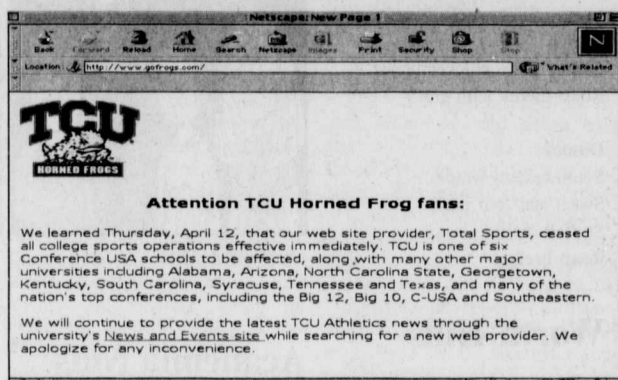 Netscape: New Page 1
Back Forward Reload Home Search Netscape Images Print Security Shop Stop
N
Location: http://www.gofrogs.com/ What's Related
TCU
HORNED FROGS
Attention TCU Horned Frog fans:
We learned Thursday, April 12, that our web site provider, Total Sports, ceased
all college sports operations effective immediately. TCU is one of six
Conference USA schools to be affected, along with many other major
universities including Alabama, Arizona, North Carolina State, Georgetown,
Kentucky, South Carolina, Syracuse, Tennessee and Texas, and many of the
nation's top conferences, including the Big 12, Big 10, C-USA and Southeastern.
We will continue to provide the latest TCU Athletics news through the
university's News and Events site while searching for a new web provider. We
apologize for any inconvenience.